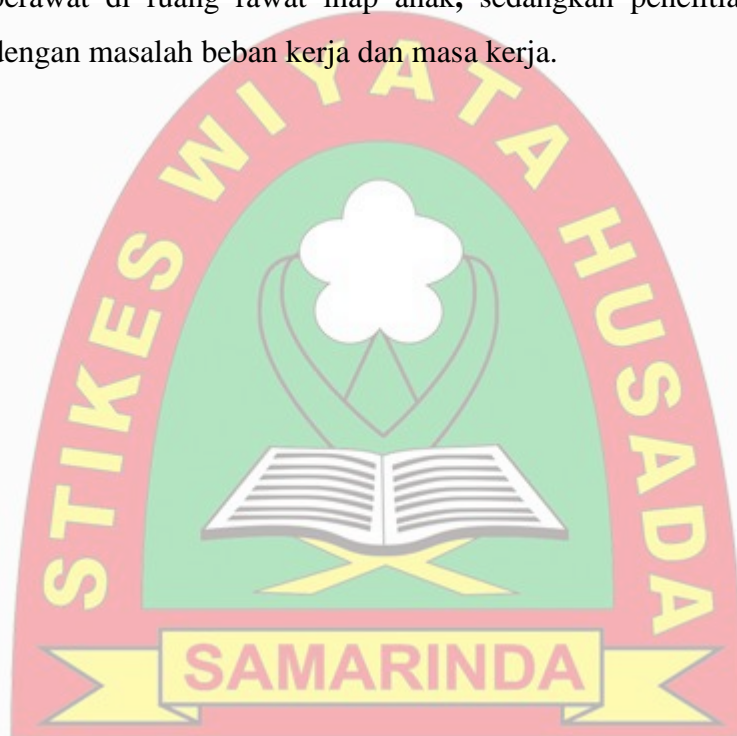 perawat di ruang rawat inap anak, sedangkan penelitia
dengan masalah beban kerja dan masa kerja.
STIKES WIYATA HUSADA
SAMARINDA